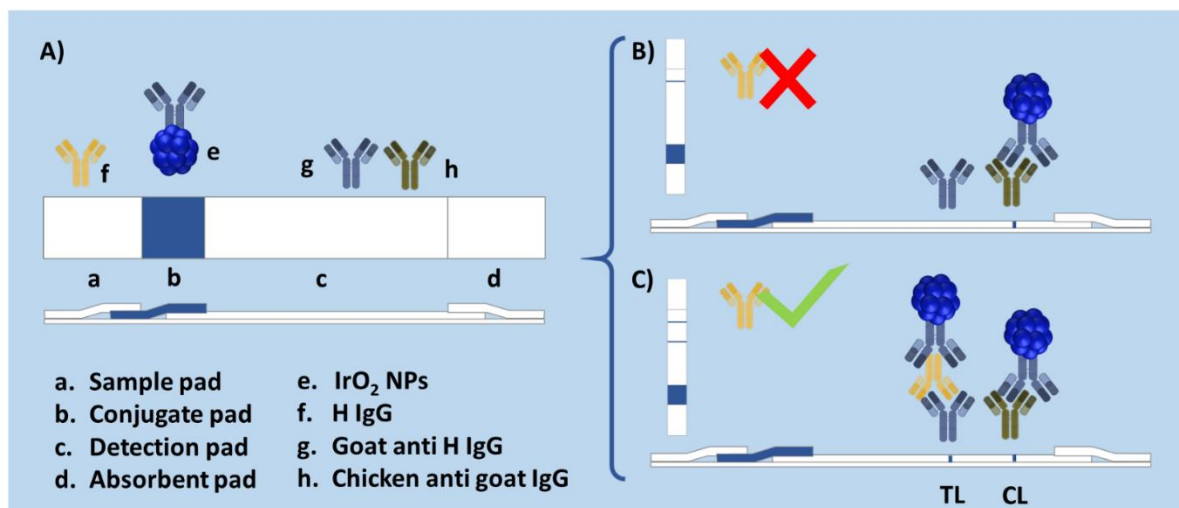 A)
f
e
g
h
a
b
c
d
a. Sample pad
b. Conjugate pad
c. Detection pad
d. Absorbent pad
e. IrO₂ NPs
f. H IgG
g. Goat anti H IgG
h. Chicken anti goat IgG
B)
C)
TL CL